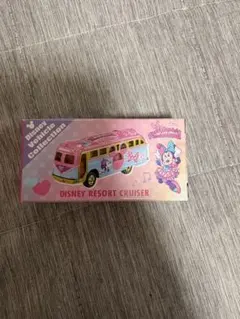 Disney
Vehicle
Collection
DISNEY RESORT CRUISER